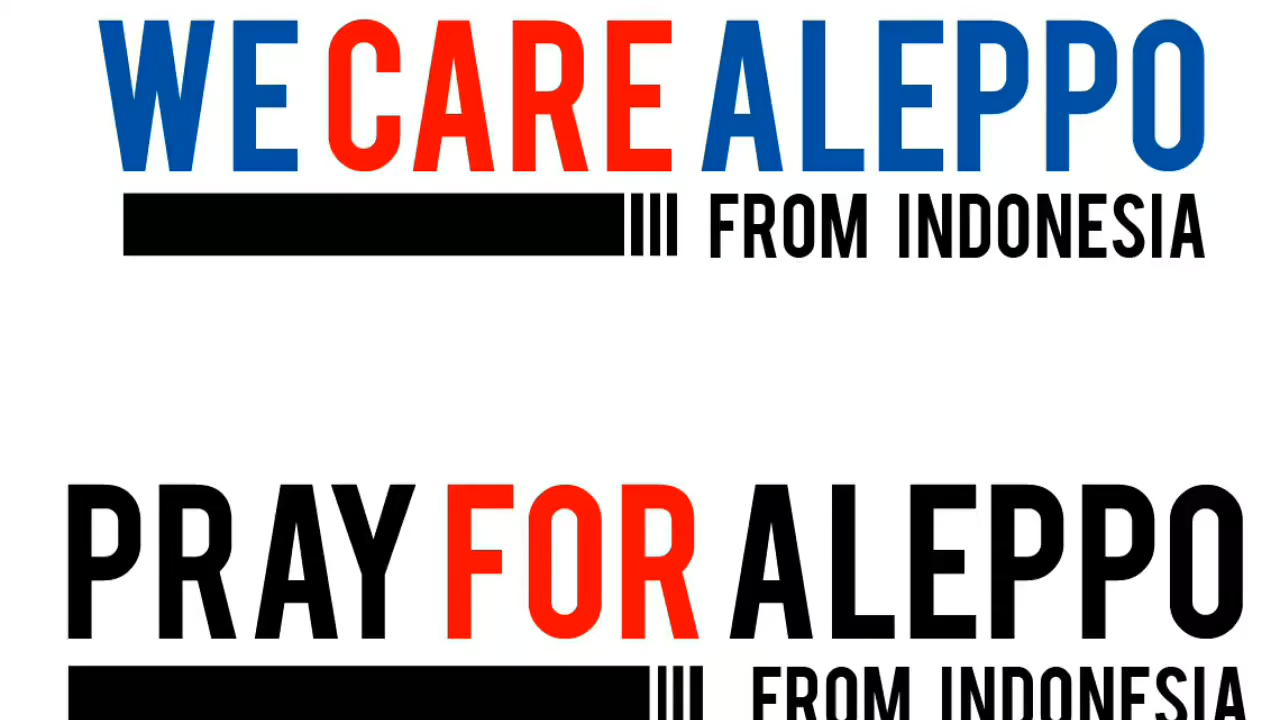 WE CARE ALEPPO
FROM INDONESIA
PRAY FOR ALEPPO
FROM INDONESIA